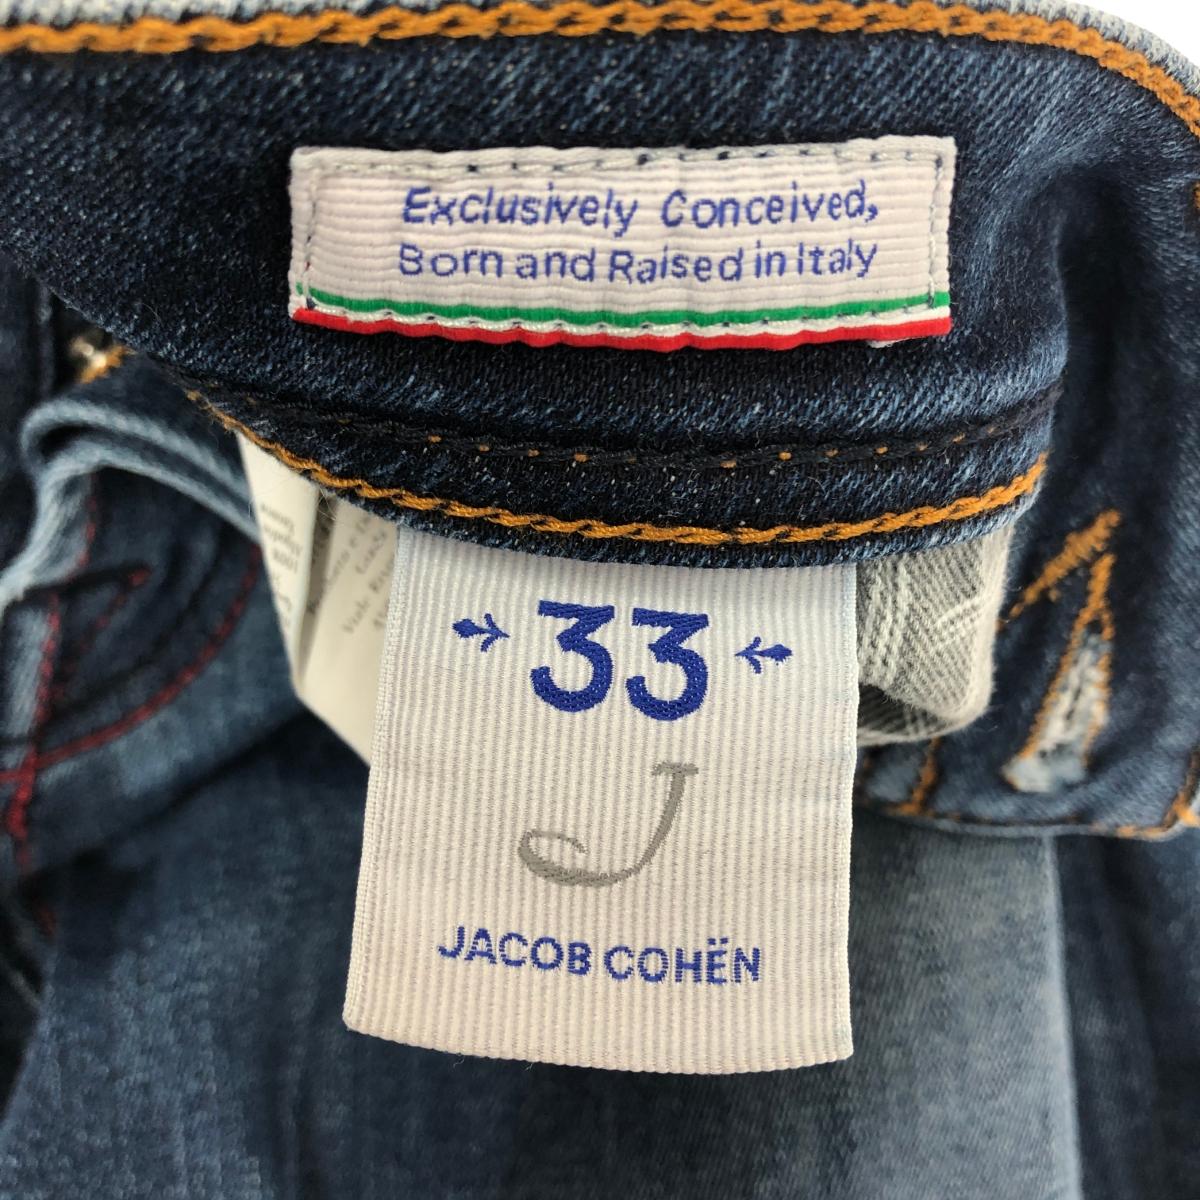 Exclusively Conceived,
Born and Raised in Italy
33
J
JACOB COHËN